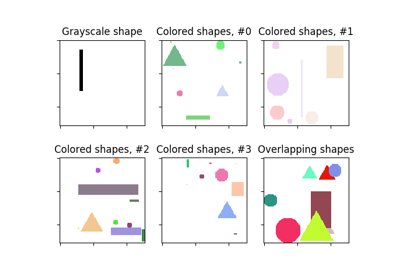 Grayscale shape
Colored shapes, #0
Colored shapes, #1
Colored shapes, #2
Colored shapes, #3
Overlapping shapes